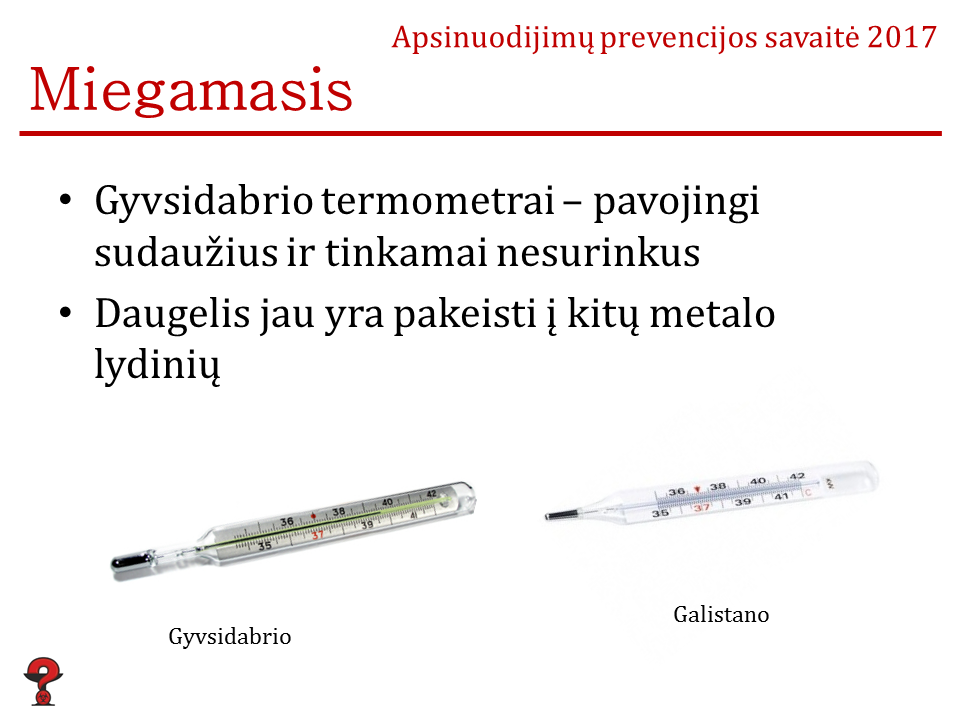 Apsinuodijimų prevencijos savaitė 2017
Miegamasis
• Gyvsidabrio termometrai – pavojingi
sudaužius ir tinkamai nesurinkus
• Daugelis jau yra pakeisti į kitų metalo
lydinių
36 38 40 42
35 37 39 41
36 38 40 42
35 37 39 41 C
Gyvsidabrio
Galistano